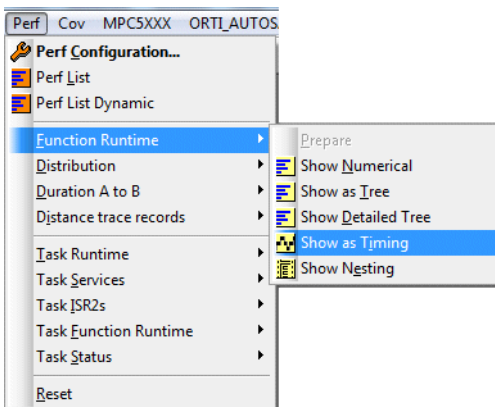 Perf Cov MPC5XXX ORTI_AUTOS
Perf Configuration...
Perf List
Perf List Dynamic
Function Runtime
Prepare
Distribution
Show Numerical
Duration A to B
Show as Tree
Distance trace records
Show Detailed Tree
Show as Timing
Task Runtime
Show Nesting
Task Services
Task ISR2s
Task Function Runtime
Task Status
Reset